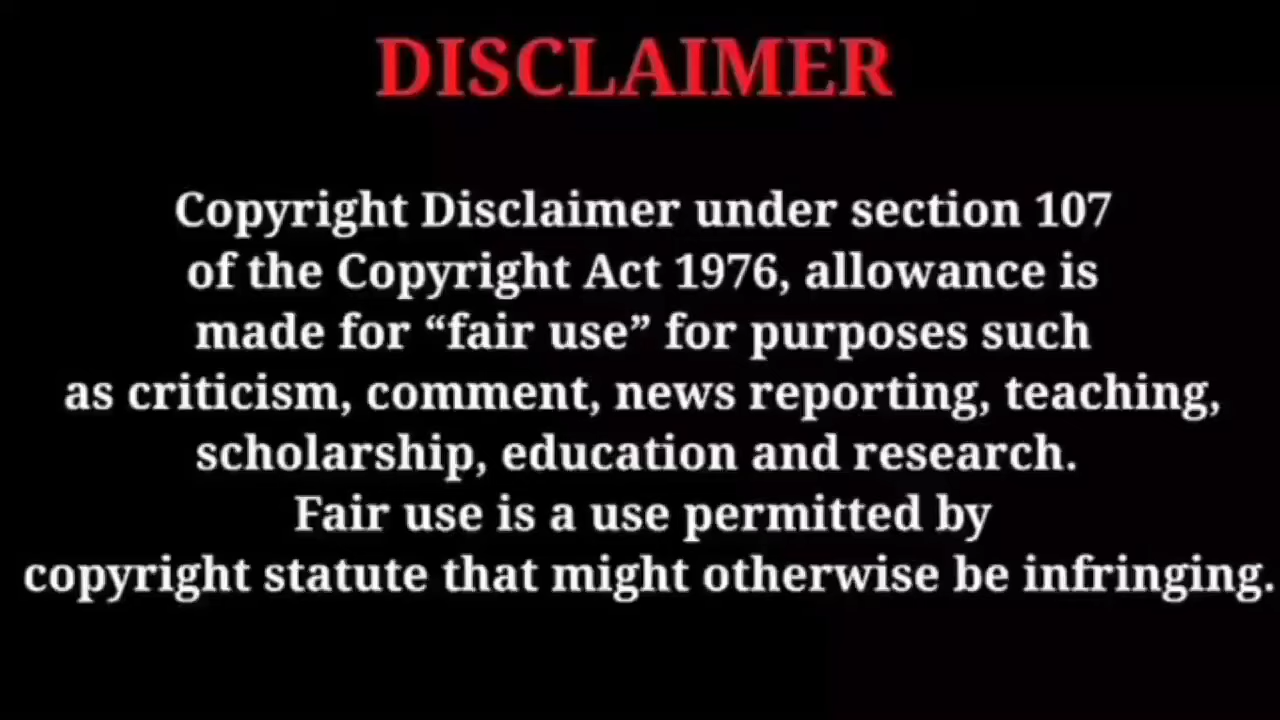 DISCLAIMER
Copyright Disclaimer under section 107
of the Copyright Act 1976, allowance is
made for “fair use” for purposes such
as criticism, comment, news reporting, teaching,
scholarship, education and research.
Fair use is a use permitted by
copyright statute that might otherwise be infringing.